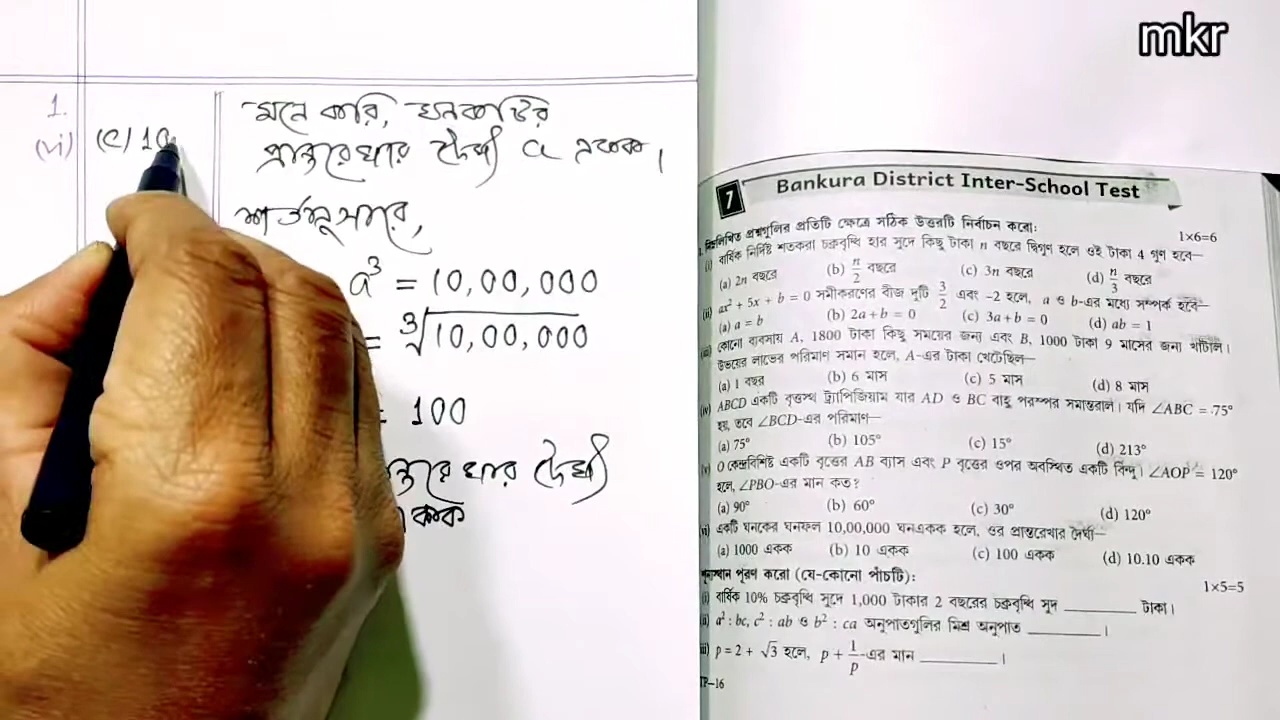 mkr
1.
(vi) (c) 10
মনে করি, ঘনকটির
প্রান্তরেখার দৈর্ঘ্য a একক।
শর্তানুসারে,
a³ = 10,00,000
= ∛10,00,000
= 100
ন্তরেখার দৈর্ঘ্য
একক
7 Bankura District Inter-School Test
নিম্নলিখিত প্রশ্নগুলির প্রতিটি ক্ষেত্রে সঠিক উত্তরটি নির্বাচন করো: 1×6=6
(i) বার্ষিক নির্দিষ্ট শতকরা চক্রবৃদ্ধি হার সুদে কিছু টাকা n বছরে দ্বিগুণ হলে ওই টাকা 4 গুণ হবে—
(a) 2n বছরে (b) n/2 বছরে (c) 3n বছরে (d) n/3 বছরে
(ii) ax² + 5x + b = 0 সমীকরণের বীজ দুটি 3/2 এবং –2 হলে, a ও b-এর মধ্যে সম্পর্ক হবে—
(a) a = b (b) 2a + b = 0 (c) 3a + b = 0 (d) ab = 1
(iii) কোনো ব্যবসায় A, 1800 টাকা কিছু সময়ের জন্য এবং B, 1000 টাকা 9 মাসের জন্য খাটাল।
উভয়ের লাভের পরিমাণ সমান হলে, A-এর টাকা খেটেছিল—
(a) 1 বছর (b) 6 মাস (c) 5 মাস (d) 8 মাস
(iv) ABCD একটি বৃত্তস্থ ট্র্যাপিজিয়াম যার AD ও BC বাহু পরস্পর সমান্তরাল। যদি ∠ABC = 75°
হয়, তবে ∠BCD-এর পরিমাণ—
(a) 75° (b) 105° (c) 15° (d) 213°
(v) O কেন্দ্রবিশিষ্ট একটি বৃত্তের AB ব্যাস এবং P বৃত্তের ওপর অবস্থিত একটি বিন্দু। ∠AOP = 120°
হলে, ∠PBO-এর মান কত?
(a) 90° (b) 60° (c) 30° (d) 120°
(vi) একটি ঘনকের ঘনফল 10,00,000 ঘনএকক হলে, ওর প্রান্তরেখার দৈর্ঘ্য—
(a) 1000 একক (b) 10 একক (c) 100 একক (d) 10.10 একক
শূন্যস্থান পূরণ করো (যে-কোনো পাঁচটি): 1×5=5
(i) বার্ষিক 10% চক্রবৃদ্ধি সুদে 1,000 টাকার 2 বছরের চক্রবৃদ্ধি সুদ ________ টাকা।
(ii) a² : bc, c² : ab ও b² : ca অনুপাতগুলির মিশ্র অনুপাত ________ ।
(iii) p = 2 + √3 হলে, p + 1/p -এর মান ________ ।
TP–16